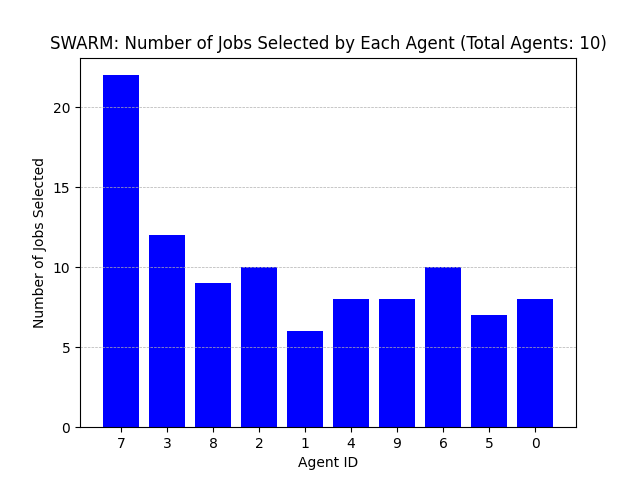 SWARM: Number of Jobs Selected by Each Agent (Total Agents: 10)
Number of Jobs Selected
20
15
10
5
0
7 3 8 2 1 4 9 6 5 0
Agent ID